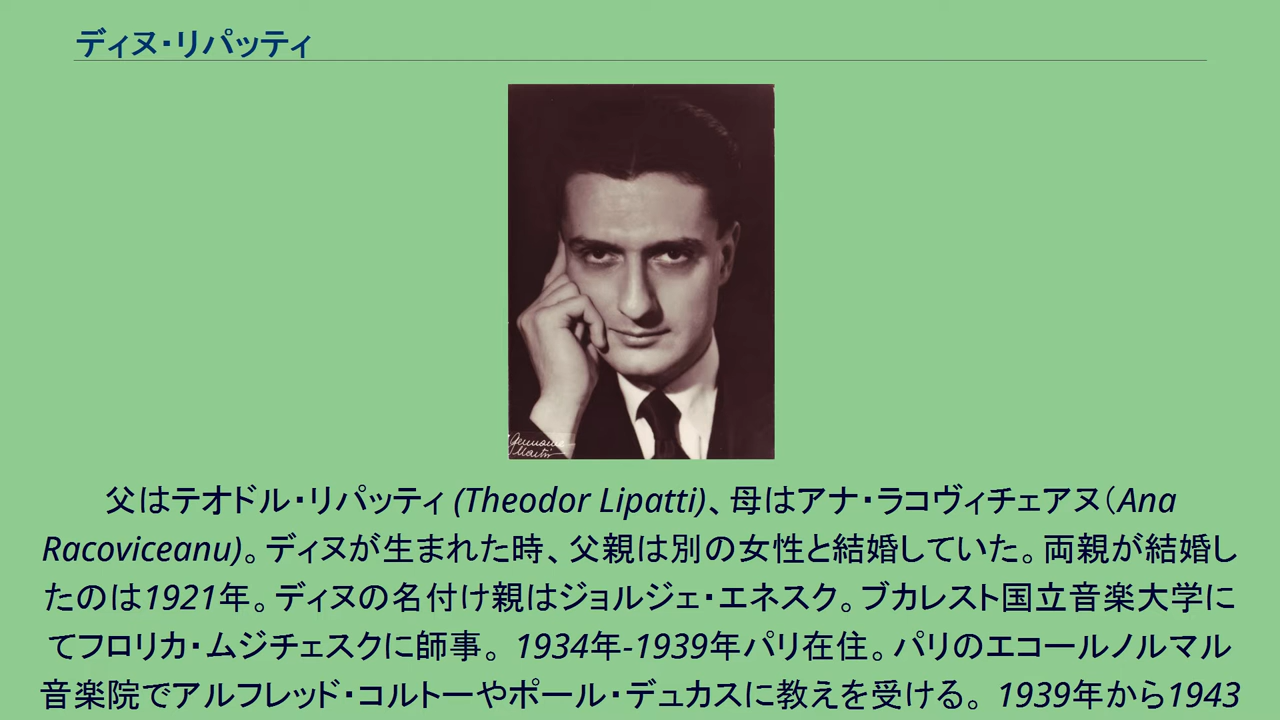 ディヌ・リパッティ
Germaine
Martin
父はテオドル・リパッティ (Theodor Lipatti)、母はアナ・ラコヴィチェアヌ（Ana
Racoviceanu)。ディヌが生まれた時、父親は別の女性と結婚していた。両親が結婚し
たのは1921年。ディヌの名付け親はジョルジェ・エネスク。ブカレスト国立音楽大学に
てフロリカ・ムジチェスクに師事。 1934年-1939年パリ在住。パリのエコールノルマル
音楽院でアルフレッド・コルトーやポール・デュカスに教えを受ける。 1939年から1943